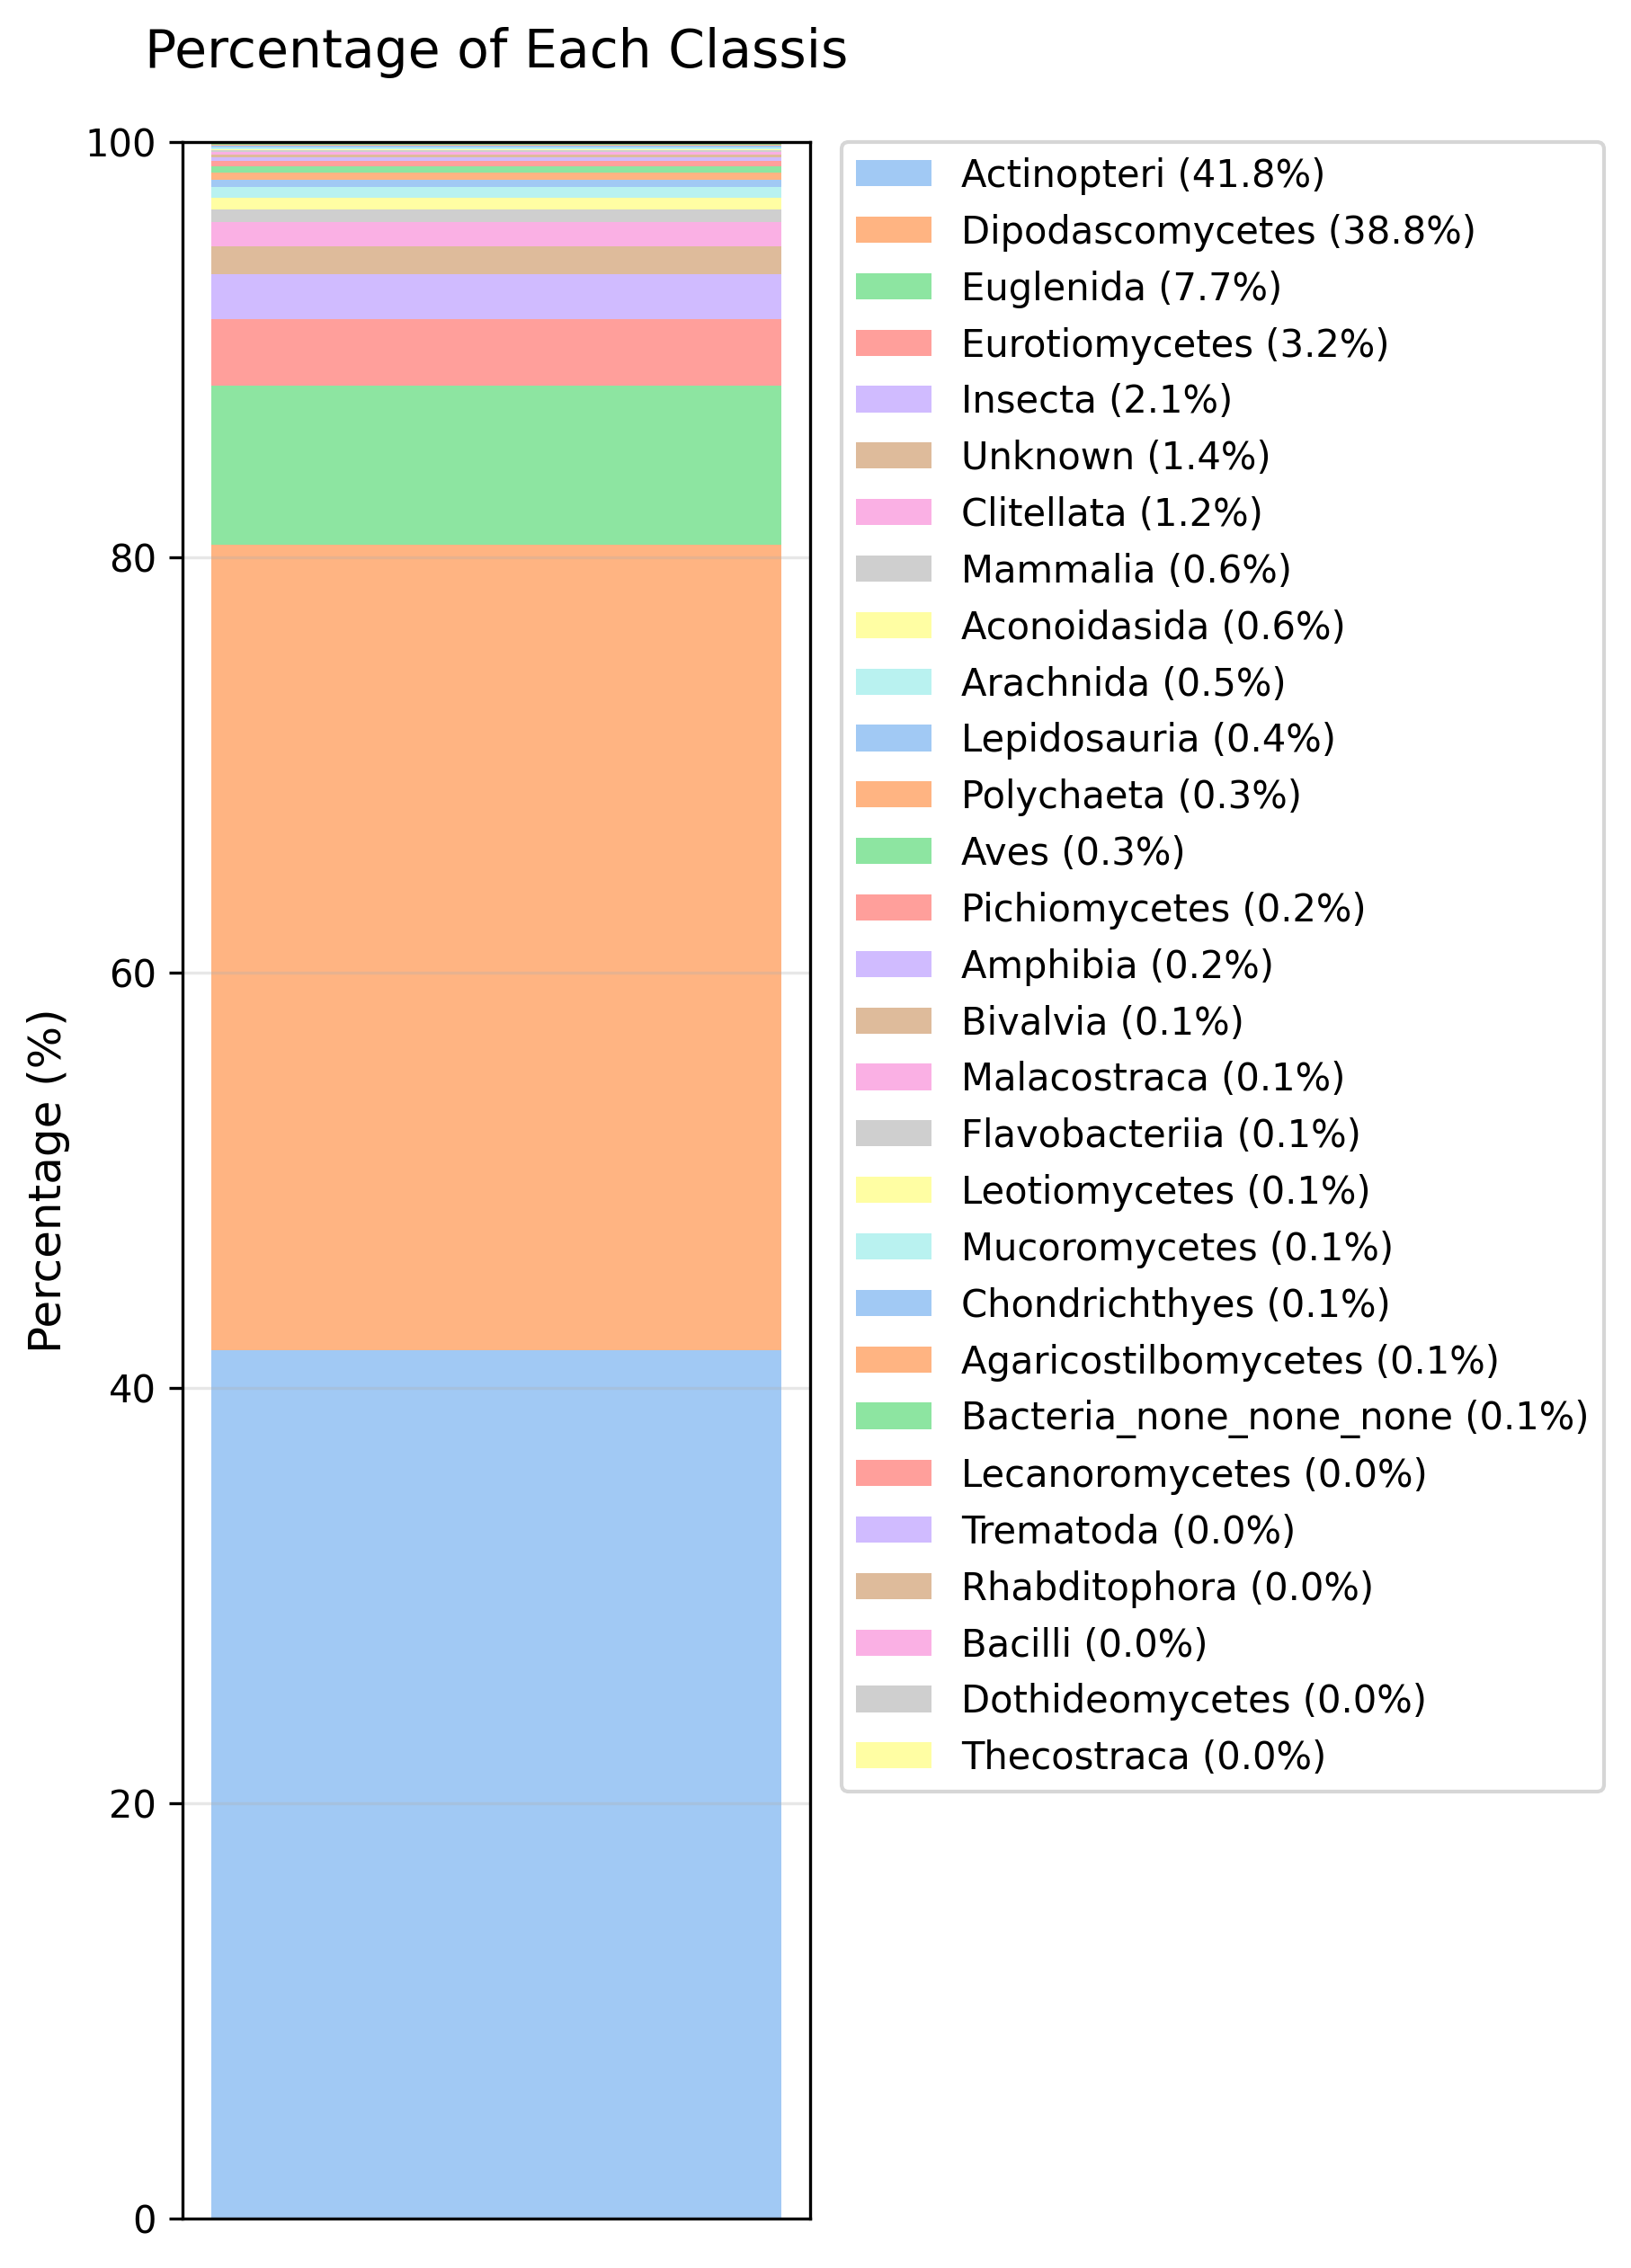 Percentage of Each Classis
Percentage (%)
100
80
60
40
20
0
Actinopteri (41.8%)
Dipodascomycetes (38.8%)
Euglenida (7.7%)
Eurotiomycetes (3.2%)
Insecta (2.1%)
Unknown (1.4%)
Clitellata (1.2%)
Mammalia (0.6%)
Aconoidasida (0.6%)
Arachnida (0.5%)
Lepidosauria (0.4%)
Polychaeta (0.3%)
Aves (0.3%)
Pichiomycetes (0.2%)
Amphibia (0.2%)
Bivalvia (0.1%)
Malacostraca (0.1%)
Flavobacteriia (0.1%)
Leotiomycetes (0.1%)
Mucoromycetes (0.1%)
Chondrichthyes (0.1%)
Agaricostilbomycetes (0.1%)
Bacteria_none_none_none (0.1%)
Lecanoromycetes (0.0%)
Trematoda (0.0%)
Rhabditophora (0.0%)
Bacilli (0.0%)
Dothideomycetes (0.0%)
Thecostraca (0.0%)